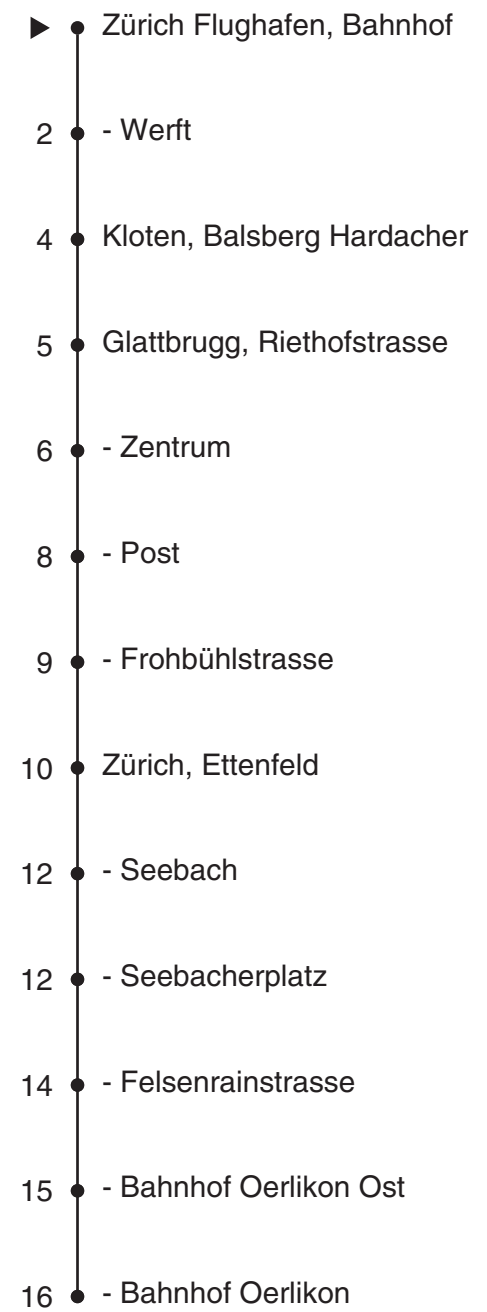 Zürich Flughafen, Bahnhof
2 - Werft
4 Kloten, Balsberg Hardacher
5 Glattbrugg, Riethofstrasse
6 - Zentrum
8 - Post
9 - Frohbühlstrasse
10 Zürich, Ettenfeld
12 - Seebach
12 - Seebacherplatz
14 - Felsenrainstrasse
15 - Bahnhof Oerlikon Ost
16 - Bahnhof Oerlikon